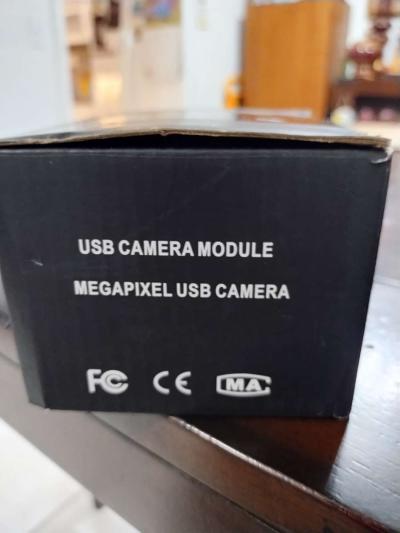 USB CAMERA MODULE
MEGAPIXEL USB CAMERA
FC CE MA